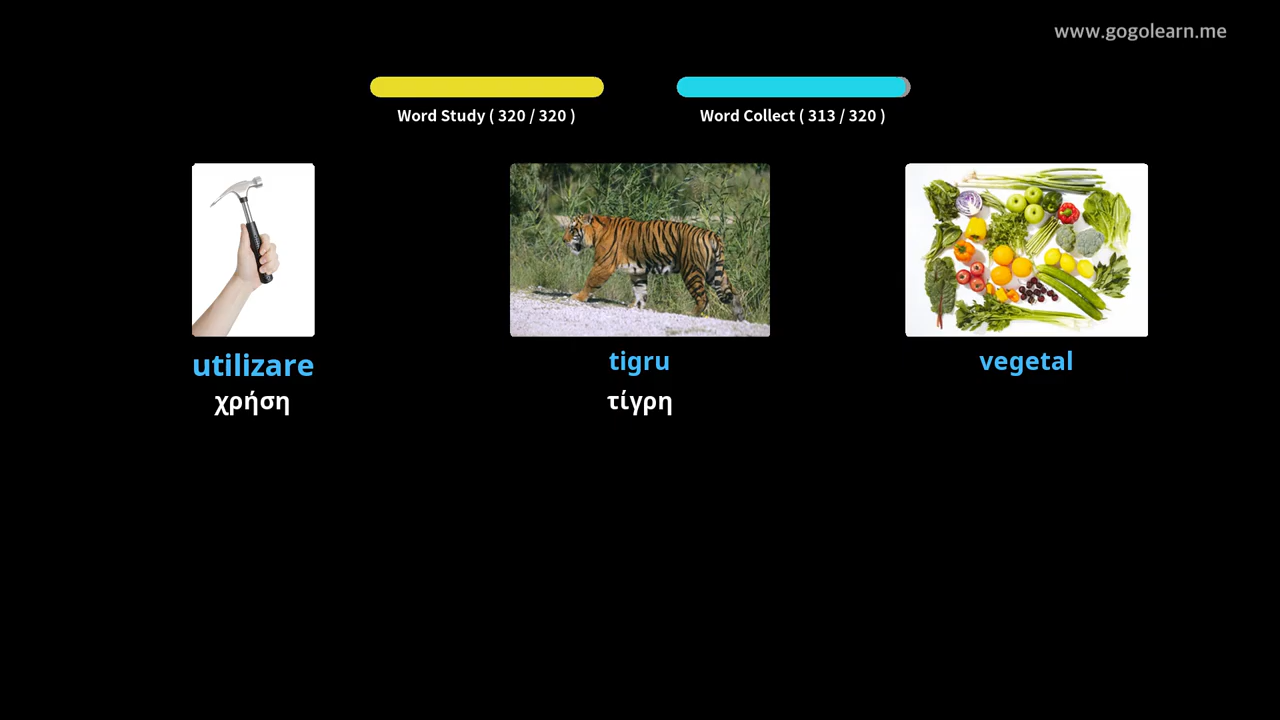 www.gogolearn.me
Word Study ( 320 / 320 )
Word Collect ( 313 / 320 )
utilizare
χρήση
tigru
τίγρη
vegetal